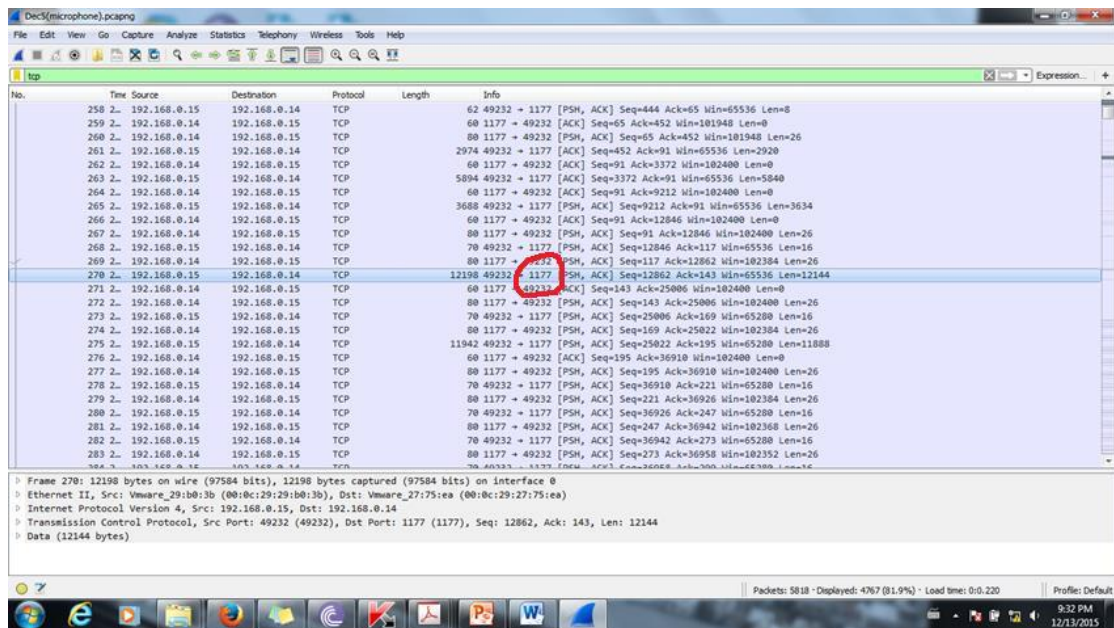 Dec5(microphone).pcapng
File Edit View Go Capture Analyze Statistics Telephony Wireless Tools Help
tcp Expression... +
No. Time Source Destination Protocol Length Info
258 2... 192.168.0.15 192.168.0.14 TCP 62 49232 → 1177 [PSH, ACK] Seq=444 Ack=65 Win=65536 Len=8
259 2... 192.168.0.14 192.168.0.15 TCP 60 1177 → 49232 [ACK] Seq=65 Ack=452 Win=101948 Len=0
260 2... 192.168.0.14 192.168.0.15 TCP 80 1177 → 49232 [PSH, ACK] Seq=65 Ack=452 Win=101948 Len=26
261 2... 192.168.0.15 192.168.0.14 TCP 2974 49232 → 1177 [PSH, ACK] Seq=452 Ack=91 Win=65536 Len=2920
262 2... 192.168.0.14 192.168.0.15 TCP 60 1177 → 49232 [ACK] Seq=91 Ack=3372 Win=102400 Len=0
263 2... 192.168.0.15 192.168.0.14 TCP 5894 49232 → 1177 [PSH, ACK] Seq=3372 Ack=91 Win=65536 Len=5840
264 2... 192.168.0.14 192.168.0.15 TCP 60 1177 → 49232 [ACK] Seq=91 Ack=9212 Win=102400 Len=0
265 2... 192.168.0.15 192.168.0.14 TCP 3688 49232 → 1177 [PSH, ACK] Seq=9212 Ack=91 Win=65536 Len=3634
266 2... 192.168.0.14 192.168.0.15 TCP 60 1177 → 49232 [ACK] Seq=91 Ack=12846 Win=102400 Len=0
267 2... 192.168.0.14 192.168.0.15 TCP 80 1177 → 49232 [PSH, ACK] Seq=91 Ack=12846 Win=102400 Len=26
268 2... 192.168.0.15 192.168.0.14 TCP 70 49232 → 1177 [PSH, ACK] Seq=12846 Ack=117 Win=65536 Len=16
269 2... 192.168.0.14 192.168.0.15 TCP 80 1177 → 49232 [PSH, ACK] Seq=117 Ack=12862 Win=102384 Len=26
270 2... 192.168.0.15 192.168.0.14 TCP 12198 49232 → 1177 [PSH, ACK] Seq=12862 Ack=143 Win=65536 Len=12144
271 2... 192.168.0.14 192.168.0.15 TCP 60 1177 → 49232 [ACK] Seq=143 Ack=25006 Win=102400 Len=0
272 2... 192.168.0.14 192.168.0.15 TCP 80 1177 → 49232 [PSH, ACK] Seq=143 Ack=25006 Win=102400 Len=26
273 2... 192.168.0.15 192.168.0.14 TCP 70 49232 → 1177 [PSH, ACK] Seq=25006 Ack=169 Win=65280 Len=16
274 2... 192.168.0.14 192.168.0.15 TCP 80 1177 → 49232 [PSH, ACK] Seq=169 Ack=25022 Win=102384 Len=26
275 2... 192.168.0.15 192.168.0.14 TCP 11942 49232 → 1177 [PSH, ACK] Seq=25022 Ack=195 Win=65280 Len=11888
276 2... 192.168.0.14 192.168.0.15 TCP 60 1177 → 49232 [ACK] Seq=195 Ack=36910 Win=102400 Len=0
277 2... 192.168.0.14 192.168.0.15 TCP 80 1177 → 49232 [PSH, ACK] Seq=195 Ack=36910 Win=102400 Len=26
278 2... 192.168.0.15 192.168.0.14 TCP 70 49232 → 1177 [PSH, ACK] Seq=36910 Ack=221 Win=65280 Len=16
279 2... 192.168.0.14 192.168.0.15 TCP 80 1177 → 49232 [PSH, ACK] Seq=221 Ack=36926 Win=102384 Len=26
280 2... 192.168.0.15 192.168.0.14 TCP 70 49232 → 1177 [PSH, ACK] Seq=36926 Ack=247 Win=65280 Len=16
281 2... 192.168.0.14 192.168.0.15 TCP 80 1177 → 49232 [PSH, ACK] Seq=247 Ack=36942 Win=102368 Len=26
282 2... 192.168.0.15 192.168.0.14 TCP 70 49232 → 1177 [PSH, ACK] Seq=36942 Ack=273 Win=65280 Len=16
283 2... 192.168.0.14 192.168.0.15 TCP 80 1177 → 49232 [PSH, ACK] Seq=273 Ack=36958 Win=102352 Len=26
Frame 270: 12198 bytes on wire (97584 bits), 12198 bytes captured (97584 bits) on interface 0
Ethernet II, Src: Vmware_29:b0:3b (00:0c:29:29:b0:3b), Dst: Vmware_27:75:ea (00:0c:29:27:75:ea)
Internet Protocol Version 4, Src: 192.168.0.15, Dst: 192.168.0.14
Transmission Control Protocol, Src Port: 49232 (49232), Dst Port: 1177 (1177), Seq: 12862, Ack: 143, Len: 12144
Data (12144 bytes)
Packets: 5818 · Displayed: 4767 (81.9%) · Load time: 0:0.220 Profile: Default
9:32 PM
12/13/2015